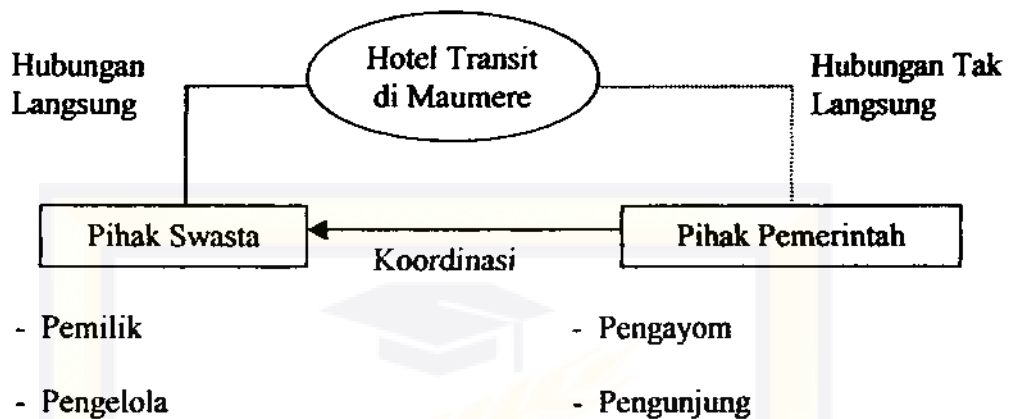 Hubungan
Langsung
Hotel Transit
di Maumere
Hubungan Tak
Langsung
Pihak Swasta
Koordinasi
Pihak Pemerintah
- Pemilik
- Pengelola
- Pengayom
- Pengunjung